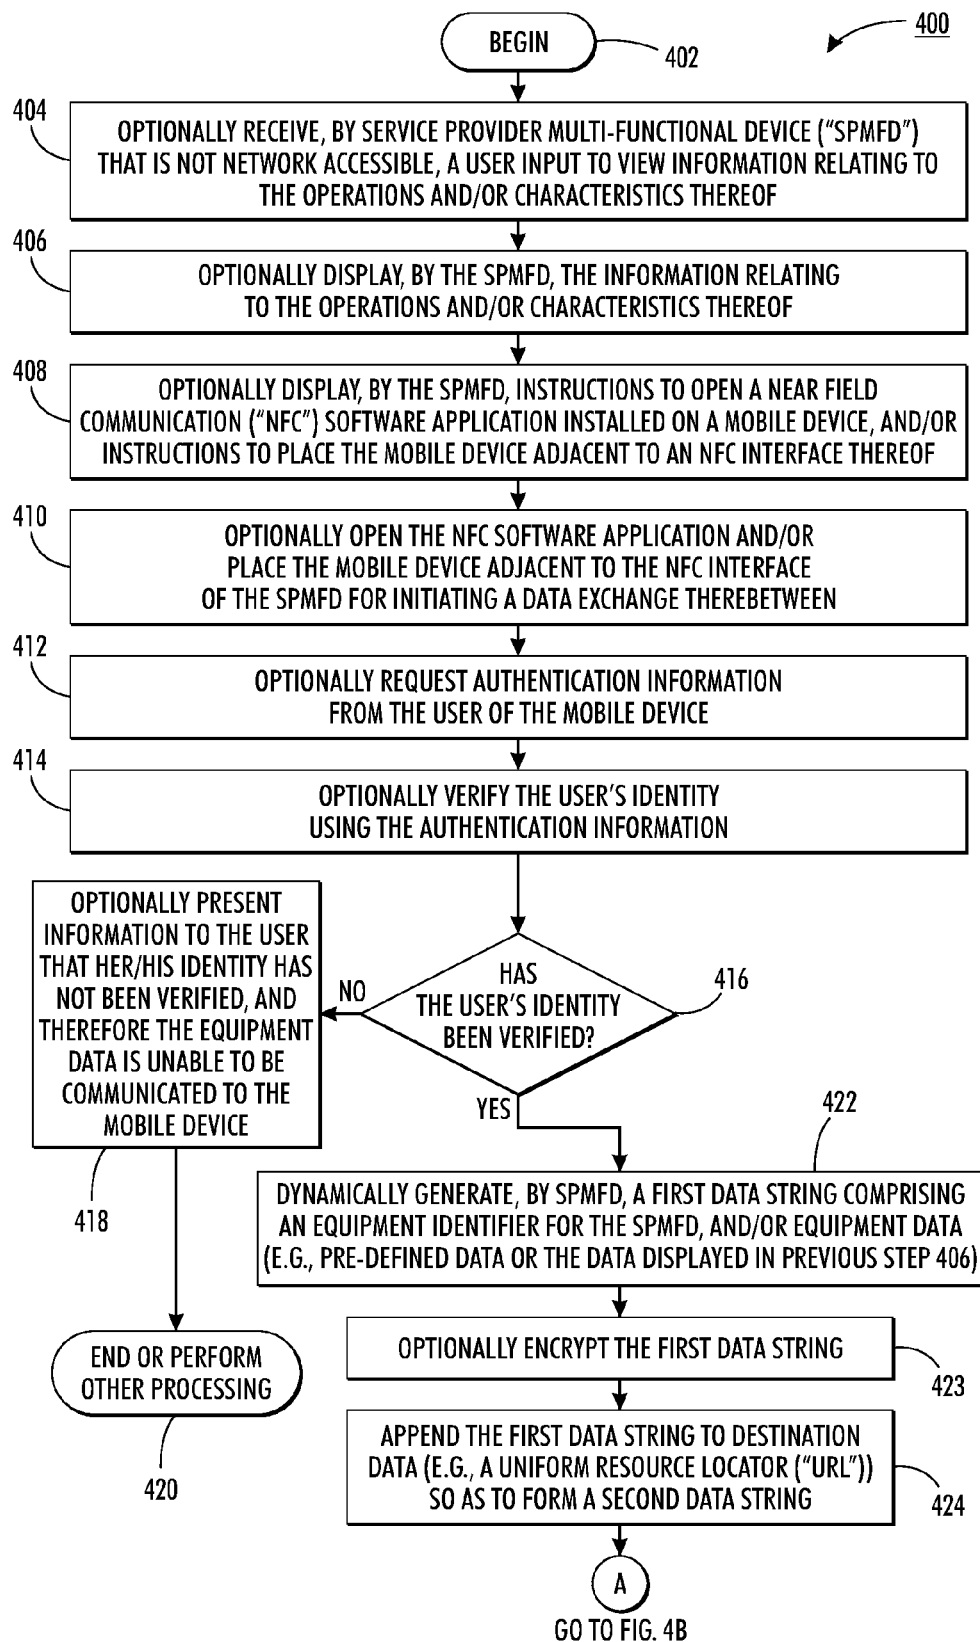 400
BEGIN
402
404
OPTIONALLY RECEIVE, BY SERVICE PROVIDER MULTI-FUNCTIONAL DEVICE ("SPMFD")
THAT IS NOT NETWORK ACCESSIBLE, A USER INPUT TO VIEW INFORMATION RELATING TO
THE OPERATIONS AND/OR CHARACTERISTICS THEREOF
406
OPTIONALLY DISPLAY, BY THE SPMFD, THE INFORMATION RELATING
TO THE OPERATIONS AND/OR CHARACTERISTICS THEREOF
408
OPTIONALLY DISPLAY, BY THE SPMFD, INSTRUCTIONS TO OPEN A NEAR FIELD
COMMUNICATION ("NFC") SOFTWARE APPLICATION INSTALLED ON A MOBILE DEVICE, AND/OR
INSTRUCTIONS TO PLACE THE MOBILE DEVICE ADJACENT TO AN NFC INTERFACE THEREOF
410
OPTIONALLY OPEN THE NFC SOFTWARE APPLICATION AND/OR
PLACE THE MOBILE DEVICE ADJACENT TO THE NFC INTERFACE
OF THE SPMFD FOR INITIATING A DATA EXCHANGE THEREBETWEEN
412
OPTIONALLY REQUEST AUTHENTICATION INFORMATION
FROM THE USER OF THE MOBILE DEVICE
414
OPTIONALLY VERIFY THE USER'S IDENTITY
USING THE AUTHENTICATION INFORMATION
HAS
THE USER'S IDENTITY
BEEN VERIFIED?
416
NO
YES
OPTIONALLY PRESENT
INFORMATION TO THE USER
THAT HER/HIS IDENTITY HAS
NOT BEEN VERIFIED, AND
THEREFORE THE EQUIPMENT
DATA IS UNABLE TO BE
COMMUNICATED TO THE
MOBILE DEVICE
418
END OR PERFORM
OTHER PROCESSING
420
422
DYNAMICALLY GENERATE, BY SPMFD, A FIRST DATA STRING COMPRISING
AN EQUIPMENT IDENTIFIER FOR THE SPMFD, AND/OR EQUIPMENT DATA
(E.G., PRE-DEFINED DATA OR THE DATA DISPLAYED IN PREVIOUS STEP 406)
OPTIONALLY ENCRYPT THE FIRST DATA STRING
423
APPEND THE FIRST DATA STRING TO DESTINATION
DATA (E.G., A UNIFORM RESOURCE LOCATOR ("URL"))
SO AS TO FORM A SECOND DATA STRING
424
A
GO TO FIG. 4B